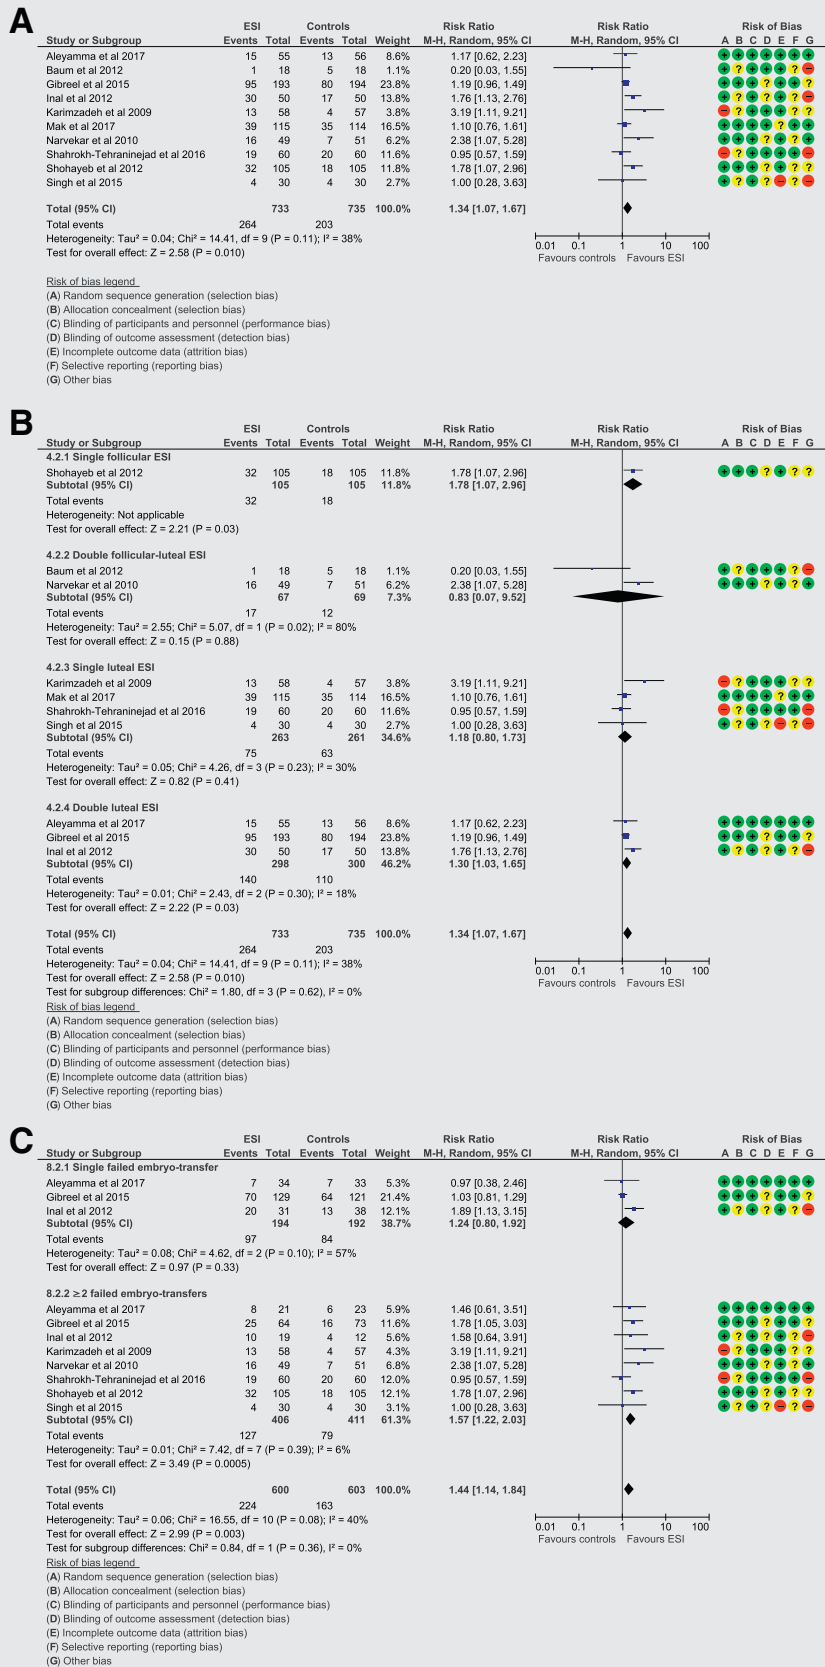 A
ESI Controls Risk Ratio Risk Ratio Risk of Bias
Study or Subgroup Events Total Events Total Weight M-H, Random, 95% CI M-H, Random, 95% CI A B C D E F G
Aleyamma et al 2017 15 55 13 56 8.6% 1.17 [0.62, 2.23] + + + + + + +
Baum et al 2012 1 18 5 18 1.1% 0.20 [0.03, 1.55] + ? + + + ? −
Gibreel et al 2015 95 193 80 194 23.8% 1.19 [0.96, 1.49] + + + ? + + ?
Inal et al 2012 30 50 17 50 13.8% 1.76 [1.13, 2.76] + ? + ? + ? −
Karimzadeh et al 2009 13 58 4 57 3.8% 3.19 [1.11, 9.21] − ? + + + ? ?
Mak et al 2017 39 115 35 114 16.5% 1.10 [0.76, 1.61] + + + + ? + +
Narvekar et al 2010 16 49 7 51 6.2% 2.38 [1.07, 5.28] + + + ? + ? +
Shahrokh-Tehraninejad et al 2016 19 60 20 60 11.6% 0.95 [0.57, 1.59] − ? + + + + −
Shohayeb et al 2012 32 105 18 105 11.8% 1.78 [1.07, 2.96] + + + ? + ? ?
Singh et al 2015 4 30 4 30 2.7% 1.00 [0.28, 3.63] + ? + ? − ? −
Total (95% CI) 733 735 100.0% 1.34 [1.07, 1.67]
Total events 264 203
Heterogeneity: Tau² = 0.04; Chi² = 14.41, df = 9 (P = 0.11); I² = 38%
Test for overall effect: Z = 2.58 (P = 0.010)
0.01 0.1 1 10 100
Favours controls Favours ESI
Risk of bias legend
(A) Random sequence generation (selection bias)
(B) Allocation concealment (selection bias)
(C) Blinding of participants and personnel (performance bias)
(D) Blinding of outcome assessment (detection bias)
(E) Incomplete outcome data (attrition bias)
(F) Selective reporting (reporting bias)
(G) Other bias
B
ESI Controls Risk Ratio Risk Ratio Risk of Bias
Study or Subgroup Events Total Events Total Weight M-H, Random, 95% CI M-H, Random, 95% CI A B C D E F G
4.2.1 Single follicular ESI
Shohayeb et al 2012 32 105 18 105 11.8% 1.78 [1.07, 2.96] + + + ? + ? ?
Subtotal (95% CI) 105 105 11.8% 1.78 [1.07, 2.96]
Total events 32 18
Heterogeneity: Not applicable
Test for overall effect: Z = 2.21 (P = 0.03)
4.2.2 Double follicular-luteal ESI
Baum et al 2012 1 18 5 18 1.1% 0.20 [0.03, 1.55] + ? + + + ? −
Narvekar et al 2010 16 49 7 51 6.2% 2.38 [1.07, 5.28] + + + ? + ? +
Subtotal (95% CI) 67 69 7.3% 0.83 [0.07, 9.52]
Total events 17 12
Heterogeneity: Tau² = 2.55; Chi² = 5.07, df = 1 (P = 0.02); I² = 80%
Test for overall effect: Z = 0.15 (P = 0.88)
4.2.3 Single luteal ESI
Karimzadeh et al 2009 13 58 4 57 3.8% 3.19 [1.11, 9.21] − ? + + + ? ?
Mak et al 2017 39 115 35 114 16.5% 1.10 [0.76, 1.61] + + + + ? + +
Shahrokh-Tehraninejad et al 2016 19 60 20 60 11.6% 0.95 [0.57, 1.59] − ? + + + + −
Singh et al 2015 4 30 4 30 2.7% 1.00 [0.28, 3.63] + ? + ? − ? −
Subtotal (95% CI) 263 261 34.6% 1.18 [0.80, 1.73]
Total events 75 63
Heterogeneity: Tau² = 0.05; Chi² = 4.26, df = 3 (P = 0.23); I² = 30%
Test for overall effect: Z = 0.82 (P = 0.41)
4.2.4 Double luteal ESI
Aleyamma et al 2017 15 55 13 56 8.6% 1.17 [0.62, 2.23] + + + + + + +
Gibreel et al 2015 95 193 80 194 23.8% 1.19 [0.96, 1.49] + + + ? + + ?
Inal et al 2012 30 50 17 50 13.8% 1.76 [1.13, 2.76] + ? + ? + ? −
Subtotal (95% CI) 298 300 46.2% 1.30 [1.03, 1.65]
Total events 140 110
Heterogeneity: Tau² = 0.01; Chi² = 2.43, df = 2 (P = 0.30); I² = 18%
Test for overall effect: Z = 2.22 (P = 0.03)
Total (95% CI) 733 735 100.0% 1.34 [1.07, 1.67]
Total events 264 203
Heterogeneity: Tau² = 0.04; Chi² = 14.41, df = 9 (P = 0.11); I² = 38%
Test for overall effect: Z = 2.58 (P = 0.010)
Test for subgroup differences: Chi² = 1.80, df = 3 (P = 0.62), I² = 0%
0.01 0.1 1 10 100
Favours controls Favours ESI
Risk of bias legend
(A) Random sequence generation (selection bias)
(B) Allocation concealment (selection bias)
(C) Blinding of participants and personnel (performance bias)
(D) Blinding of outcome assessment (detection bias)
(E) Incomplete outcome data (attrition bias)
(F) Selective reporting (reporting bias)
(G) Other bias
C
ESI Controls Risk Ratio Risk Ratio Risk of Bias
Study or Subgroup Events Total Events Total Weight M-H, Random, 95% CI M-H, Random, 95% CI A B C D E F G
8.2.1 Single failed embryo-transfer
Aleyamma et al 2017 7 34 7 33 5.3% 0.97 [0.38, 2.46] + + + + + + +
Gibreel et al 2015 70 129 64 121 21.4% 1.03 [0.81, 1.29] + + + ? + + ?
Inal et al 2012 20 31 13 38 12.1% 1.89 [1.13, 3.15] + ? + ? + ? −
Subtotal (95% CI) 194 192 38.7% 1.24 [0.80, 1.92]
Total events 97 84
Heterogeneity: Tau² = 0.08; Chi² = 4.62, df = 2 (P = 0.10); I² = 57%
Test for overall effect: Z = 0.97 (P = 0.33)
8.2.2 ≥2 failed embryo-transfers
Aleyamma et al 2017 8 21 6 23 5.9% 1.46 [0.61, 3.51] + + + + + + +
Gibreel et al 2015 25 64 16 73 11.8% 1.78 [1.05, 3.03] + + + ? + + ?
Inal et al 2012 10 19 4 12 5.6% 1.58 [0.64, 3.91] + ? + ? + ? −
Karimzadeh et al 2009 13 58 4 57 4.2% 3.19 [1.11, 9.21] − ? + + + ? ?
Narvekar et al 2010 16 49 7 51 6.8% 2.38 [1.07, 5.28] + + + ? + ? +
Shahrokh-Tehraninejad et al 2016 19 60 20 60 12.0% 0.95 [0.57, 1.59] − ? + + + + −
Shohayeb et al 2012 32 105 18 105 12.1% 1.78 [1.07, 2.96] + + + ? + ? ?
Singh et al 2015 4 30 4 30 3.1% 1.00 [0.28, 3.63] + ? + ? − ? −
Subtotal (95% CI) 406 411 61.3% 1.57 [1.22, 2.03]
Total events 127 79
Heterogeneity: Tau² = 0.01; Chi² = 7.42, df = 7 (P = 0.39); I² = 6%
Test for overall effect: Z = 3.49 (P = 0.0005)
Total (95% CI) 600 603 100.0% 1.44 [1.14, 1.84]
Total events 224 163
Heterogeneity: Tau² = 0.06; Chi² = 16.55, df = 10 (P = 0.08); I² = 40%
Test for overall effect: Z = 2.99 (P = 0.003)
Test for subgroup differences: Chi² = 0.84, df = 1 (P = 0.36), I² = 0%
0.01 0.1 1 10 100
Favours controls Favours ESI
Risk of bias legend
(A) Random sequence generation (selection bias)
(B) Allocation concealment (selection bias)
(C) Blinding of participants and personnel (performance bias)
(D) Blinding of outcome assessment (detection bias)
(E) Incomplete outcome data (attrition bias)
(F) Selective reporting (reporting bias)
(G) Other bias